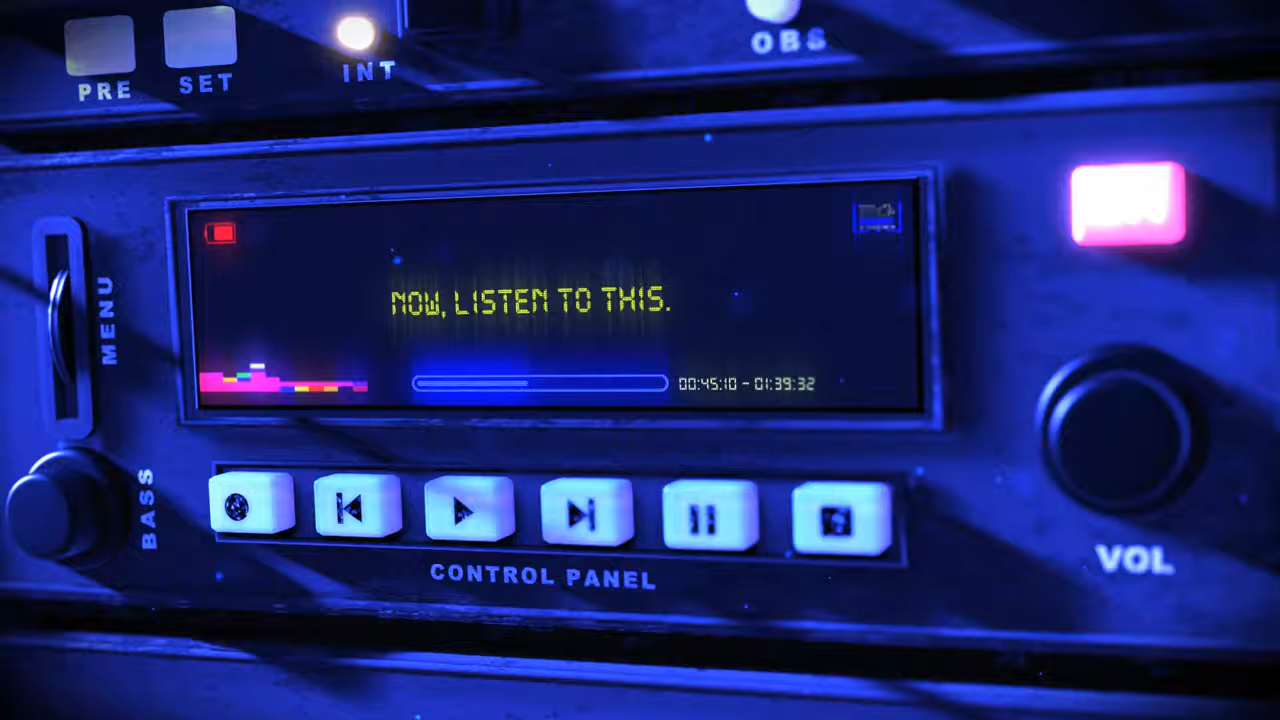 PRE
SET
INT
OBS
MENU
NOW, LISTEN TO THIS.
00:45:10 - 01:39:32
BASS
CONTROL PANEL
VOL